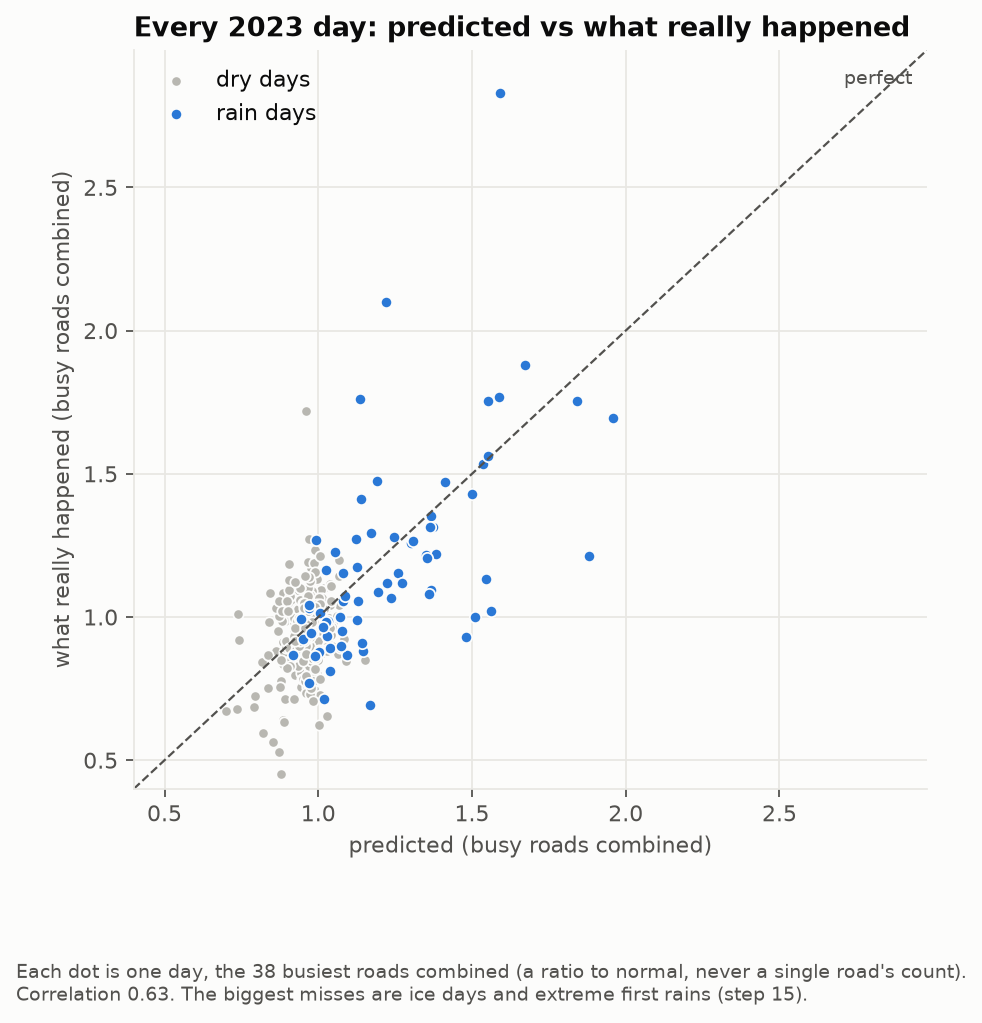 Every 2023 day: predicted vs what really happened
dry days
rain days
perfect
what really happened (busy roads combined)
2.5
2.0
1.5
1.0
0.5
0.5 1.0 1.5 2.0 2.5
predicted (busy roads combined)
Each dot is one day, the 38 busiest roads combined (a ratio to normal, never a single road's count).
Correlation 0.63. The biggest misses are ice days and extreme first rains (step 15).